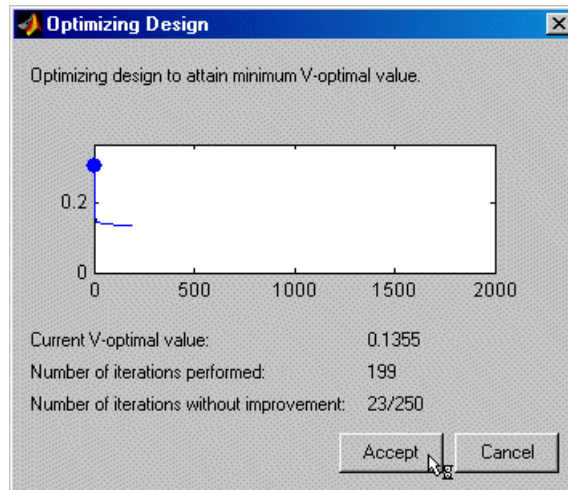 Optimizing Design
Optimizing design to attain minimum V-optimal value.
0.2
0
0 500 1000 1500 2000
Current V-optimal value: 0.1355
Number of iterations performed: 199
Number of iterations without improvement: 23/250
Accept Cancel